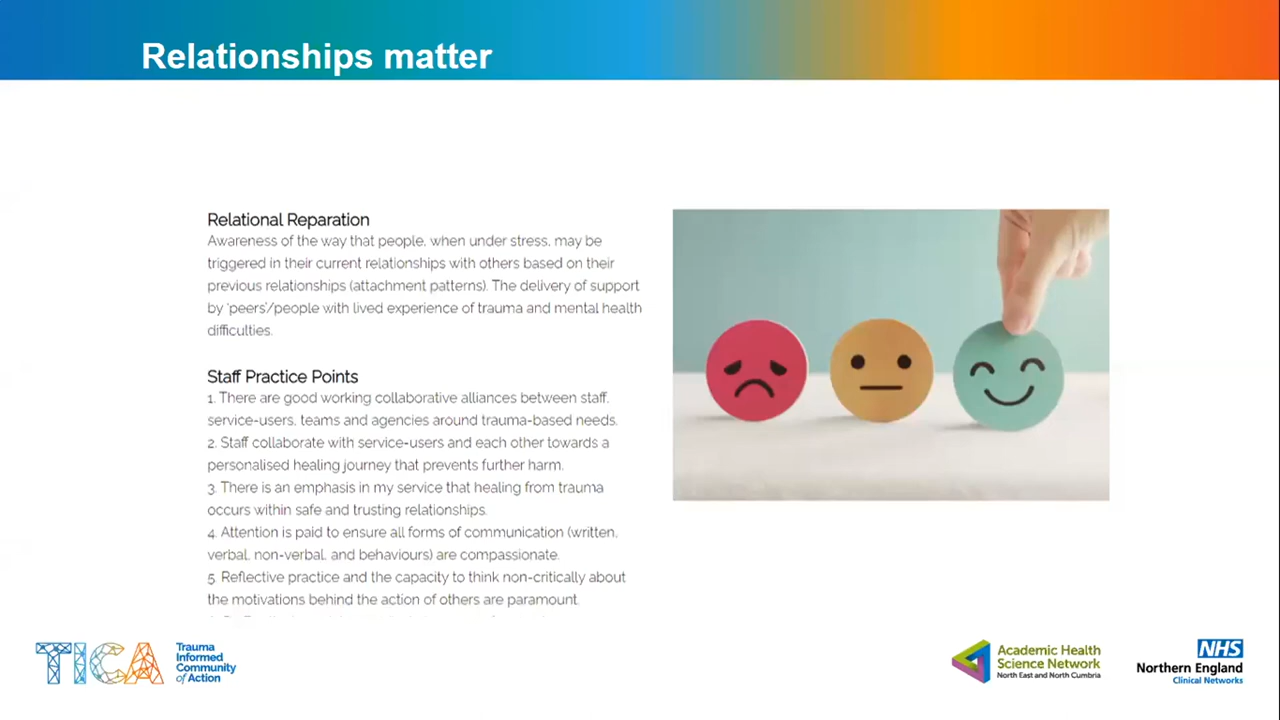 Relationships matter
Relational Reparation
Awareness of the way that people, when under stress, may be
triggered in their current relationships with others based on their
previous relationships (attachment patterns). The delivery of support
by 'peers'/people with lived experience of trauma and mental health
difficulties.
Staff Practice Points
1. There are good working collaborative alliances between staff,
service-users, teams and agencies around trauma-based needs.
2. Staff collaborate with service-users and each other towards a
personalised healing journey that prevents further harm.
3. There is an emphasis in my service that healing from trauma
occurs within safe and trusting relationships.
4. Attention is paid to ensure all forms of communication (written,
verbal, non-verbal, and behaviours) are compassionate.
5. Reflective practice and the capacity to think non-critically about
the motivations behind the action of others are paramount.
TICA
Trauma
Informed
Community
of Action
Academic Health
Science Network
North East and North Cumbria
NHS
Northern England
Clinical Networks